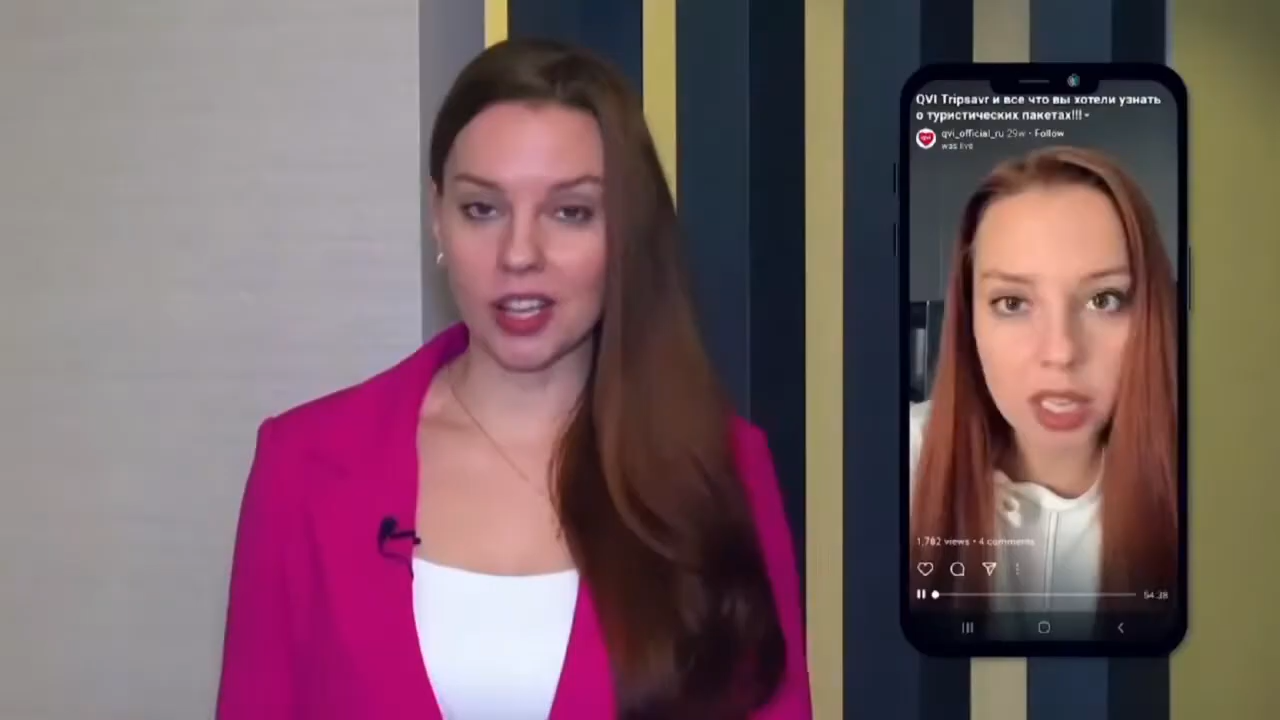 QVI Tripsavr и все что вы хотели узнать
о туристических пакетах!!!
qvi_official_ru 29w · Follow
was live
1,782 views · 4 comments
54:38